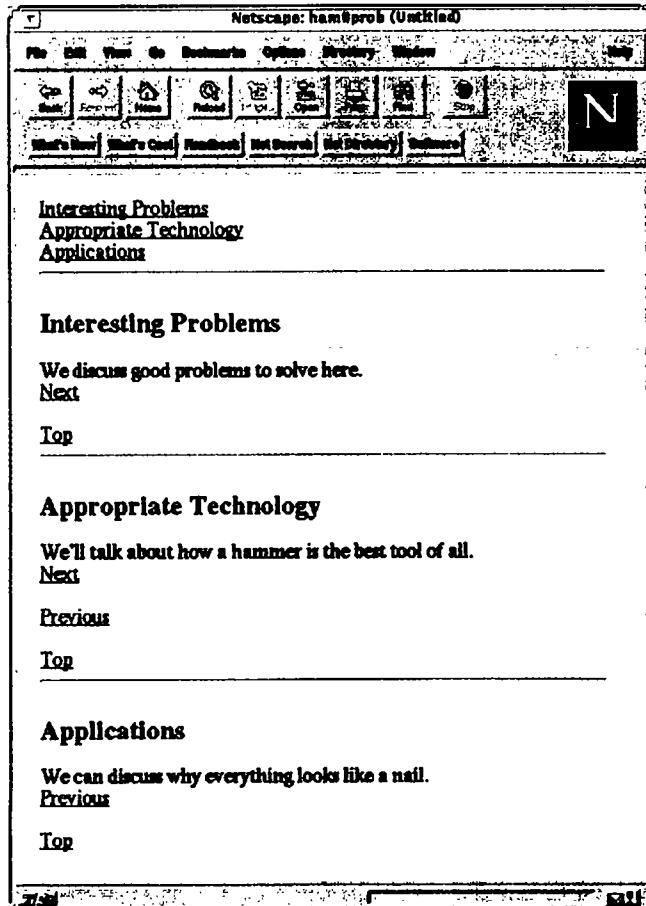 Netscape: ham@prob (Untitled)
File Edit View Go Bookmarks Options Directory Window Help
Back Forward Home Reload Open Find Stop
N
What's New! What's Cool! Handbook Net Search Net Directory Software
Interesting Problems
Appropriate Technology
Applications
Interesting Problems
We discuss good problems to solve here.
Next
Top
Appropriate Technology
We'll talk about how a hammer is the best tool of all.
Next
Previous
Top
Applications
We can discuss why everything looks like a nail.
Previous
Top